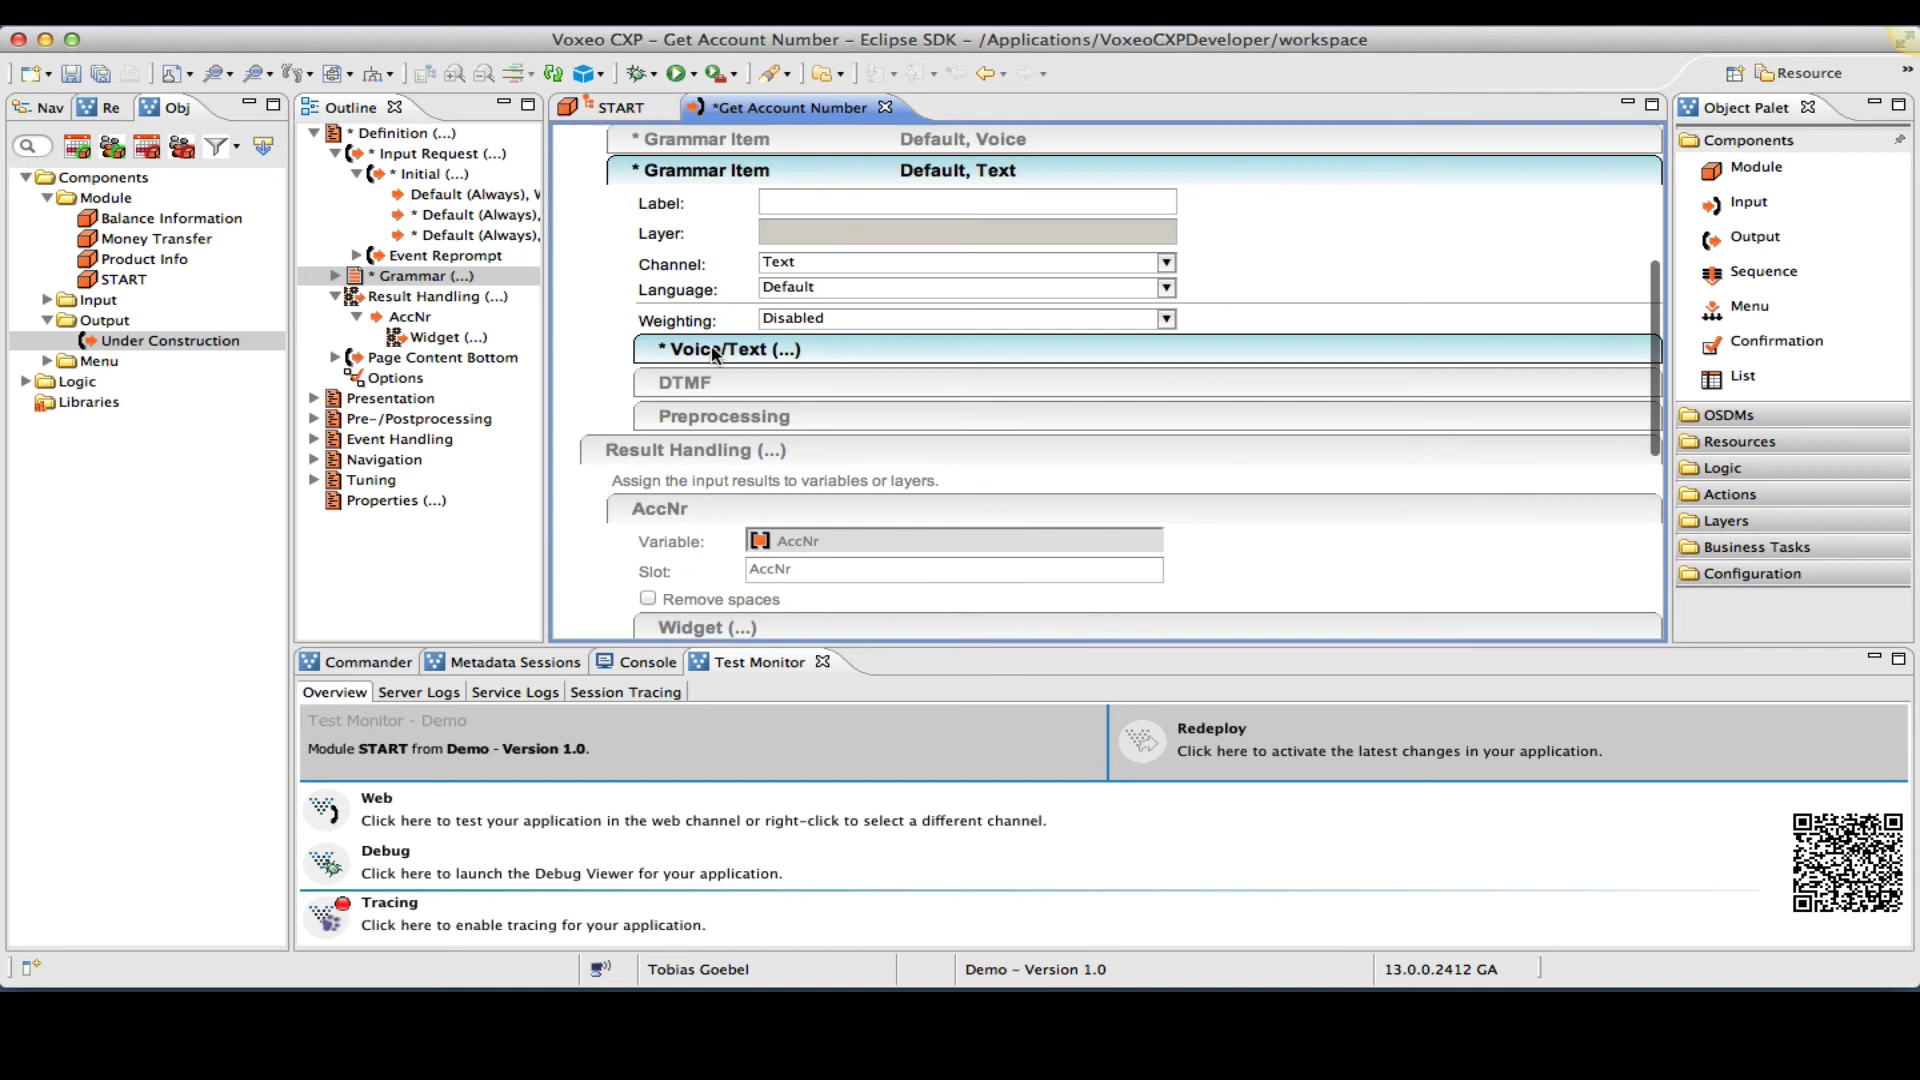 Voxeo CXP – Get Account Number – Eclipse SDK – /Applications/VoxeoCXPDeveloper/workspace
Resource
Nav
Re
Obj
Components
Module
Balance Information
Money Transfer
Product Info
START
Input
Output
Under Construction
Menu
Logic
Libraries
Outline
* Definition (...)
* Input Request (...)
* Initial (...)
Default (Always), V
* Default (Always),
* Default (Always),
Event Reprompt
* Grammar (...)
Result Handling (...)
AccNr
Widget (...)
Page Content Bottom
Options
Presentation
Pre-/Postprocessing
Event Handling
Navigation
Tuning
Properties (...)
START
*Get Account Number
* Grammar Item Default, Voice
* Grammar Item Default, Text
Label:
Layer:
Channel: Text
Language: Default
Weighting: Disabled
* Voice/Text (...)
DTMF
Preprocessing
Result Handling (...)
Assign the input results to variables or layers.
AccNr
Variable: AccNr
Slot: AccNr
Remove spaces
Widget (...)
Object Palet
Components
Module
Input
Output
Sequence
Menu
Confirmation
List
OSDMs
Resources
Logic
Actions
Layers
Business Tasks
Configuration
Commander
Metadata Sessions
Console
Test Monitor
Overview
Server Logs
Service Logs
Session Tracing
Test Monitor - Demo
Module START from Demo - Version 1.0.
Redeploy
Click here to activate the latest changes in your application.
Web
Click here to test your application in the web channel or right-click to select a different channel.
Debug
Click here to launch the Debug Viewer for your application.
Tracing
Click here to enable tracing for your application.
Tobias Goebel
Demo – Version 1.0
13.0.0.2412 GA